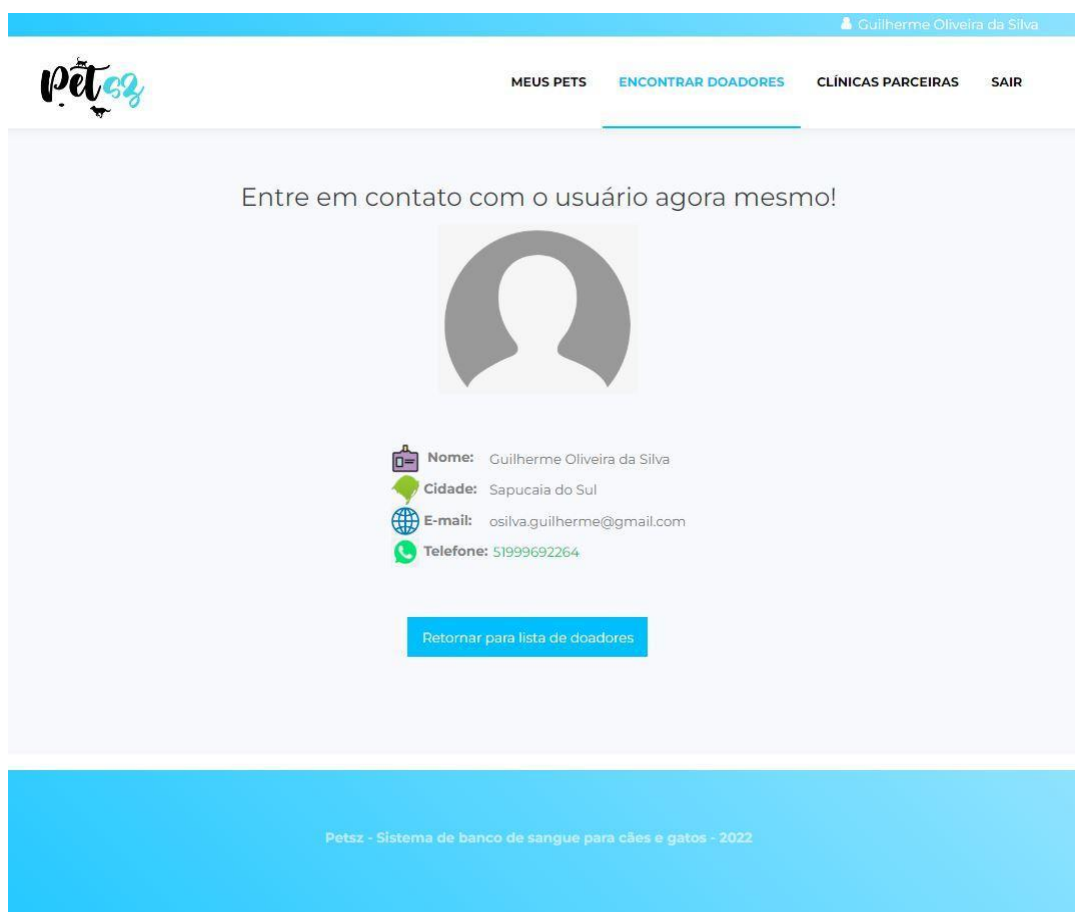 Guilherme Oliveira da Silva
Petsz
MEUS PETS ENCONTRAR DOADORES CLÍNICAS PARCEIRAS SAIR
Entre em contato com o usuário agora mesmo!
Nome: Guilherme Oliveira da Silva
Cidade: Sapucaia do Sul
E-mail: osilva.guilherme@gmail.com
Telefone: 51999692264
Retornar para lista de doadores
Petsz - Sistema de banco de sangue para cães e gatos - 2022